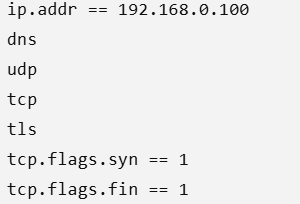 ip.addr == 192.168.0.100
dns
udp
tcp
tls
tcp.flags.syn == 1
tcp.flags.fin == 1